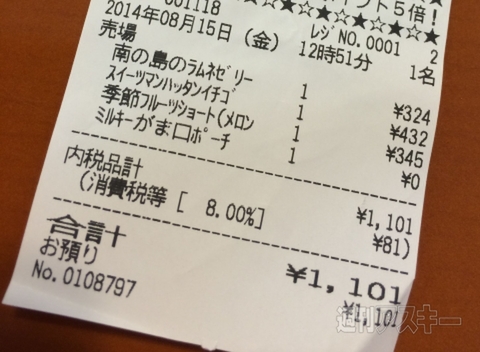 ポイント5倍!
☆★☆★☆★☆★☆★☆★
001118
レジNO.0001 2
2014年08月15日(金) 12時51分 1名
売場
南の島のラムネゼリー 1 ¥324
スイーツマンハッタンイチゴ 1 ¥432
季節フルーツショート(メロン 1 ¥345
ミルキーがま口ポーチ 1 ¥0
内税品計 ¥1,101
(消費税等 [ 8.00%] ¥81)
合計 ¥1,101
お預り ¥1,101
No.0108797
週刊アスキー